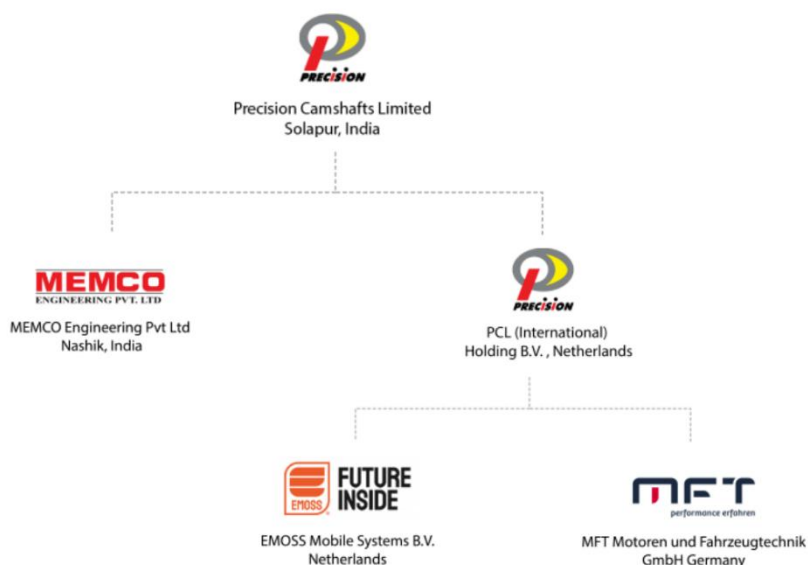 PRECISION
Precision Camshafts Limited
Solapur, India
MEMCO
ENGINEERING PVT. LTD
MEMCO Engineering Pvt Ltd
Nashik, India
PRECISION
PCL (International)
Holding B.V. , Netherlands
EMOSS
FUTURE
INSIDE
EMOSS Mobile Systems B.V.
Netherlands
MFT
performance erfahren
MFT Motoren und Fahrzeugtechnik
GmbH Germany